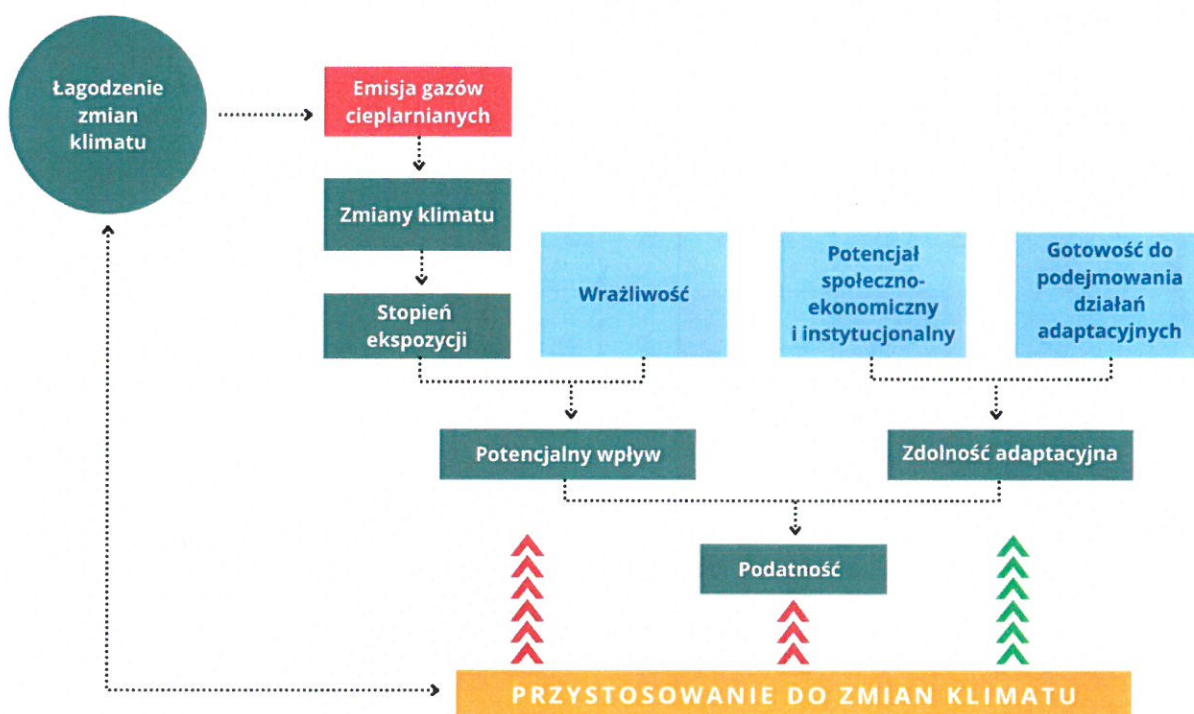 Łagodzenie
zmian
klimatu
Emisja gazów
cieplarnianych
Zmiany klimatu
Stopień
ekspozycji
Wrażliwość
Potencjał
społeczno-
ekonomiczny
i instytucjonalny
Gotowość do
podejmowania
działań
adaptacyjnych
Potencjalny wpływ
Zdolność adaptacyjna
Podatność
PRZYSTOSOWANIE DO ZMIAN KLIMATU